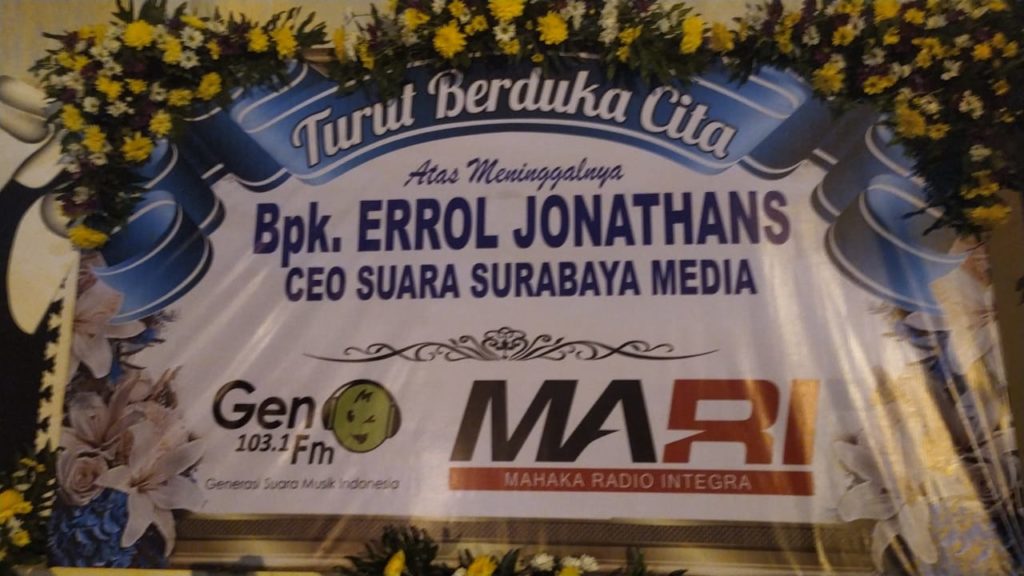 Turut Berduka Cita
Atas Meninggalnya
Bpk. ERROL JONATHANS
CEO SUARA SURABAYA MEDIA
Gen
103.1 Fm
Generasi Suara Musik Indonesia
MARI
MAHAKA RADIO INTEGRA